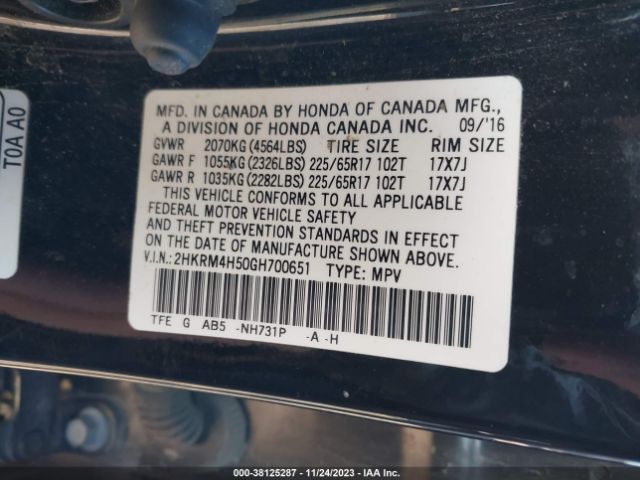 T0A A0
MFD. IN CANADA BY HONDA OF CANADA MFG.,
A DIVISION OF HONDA CANADA INC. 09/'16
GVWR 2070KG (4564LBS) TIRE SIZE RIM SIZE
GAWR F 1055KG (2326LBS) 225/65R17 102T 17X7J
GAWR R 1035KG (2282LBS) 225/65R17 102T 17X7J
THIS VEHICLE CONFORMS TO ALL APPLICABLE
FEDERAL MOTOR VEHICLE SAFETY
AND THEFT PREVENTION STANDARDS IN EFFECT
ON THE DATE OF MANUFACTURE SHOWN ABOVE.
V.I.N.: 2HKRM4H50GH700651 TYPE: MPV
TFE G AB5 -NH731P -A -H
000-38125287 - 11/24/2023 - IAA Inc.